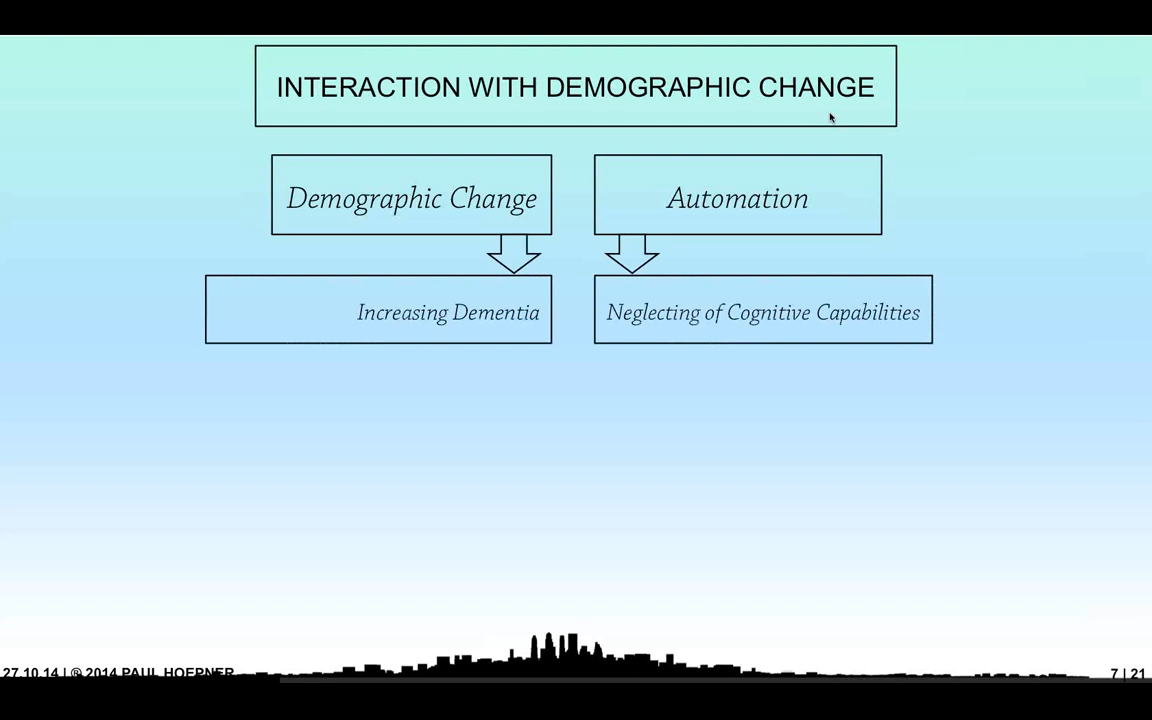 INTERACTION WITH DEMOGRAPHIC CHANGE
Demographic Change
Automation
Increasing Dementia
Neglecting of Cognitive Capabilities
27.10.14 | ® 2014 PAUL HOEPNER
7 | 21